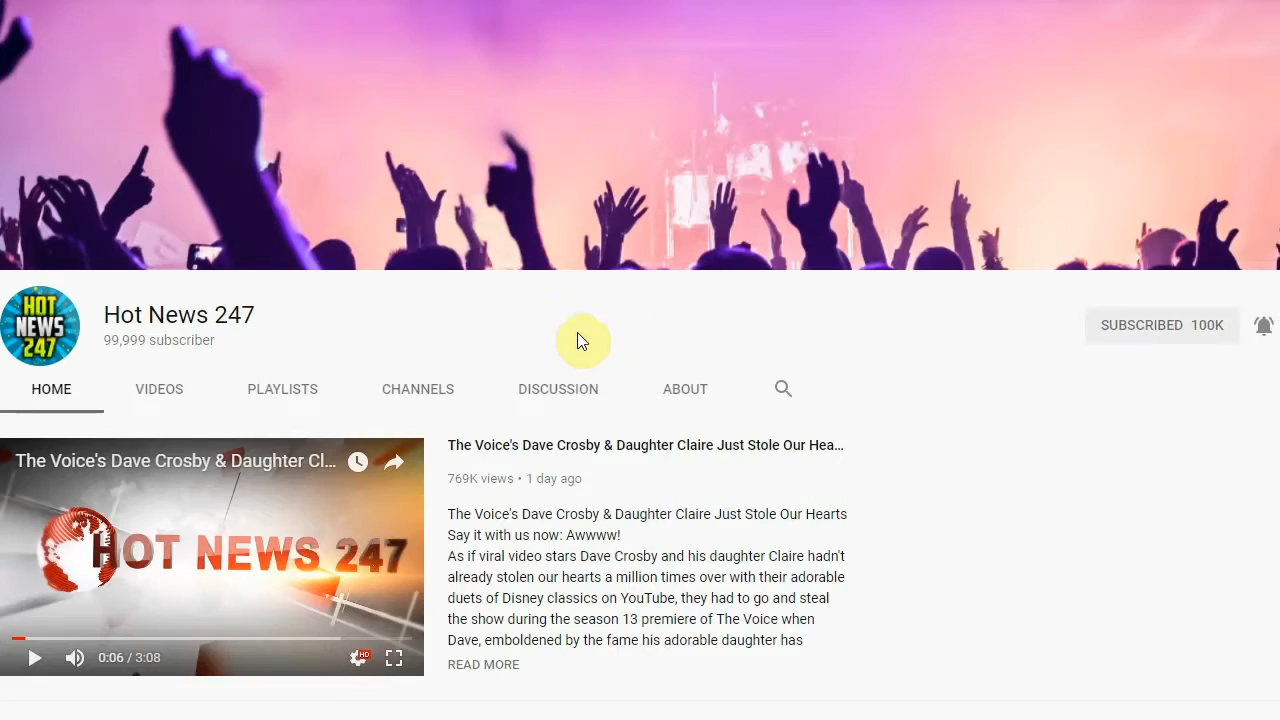 HOT
NEWS
247
Hot News 247
99,999 subscriber
SUBSCRIBED 100K
HOME
VIDEOS
PLAYLISTS
CHANNELS
DISCUSSION
ABOUT
The Voice's Dave Crosby & Daughter Cl...
HOT NEWS 247
0:06 / 3:08
HD
The Voice's Dave Crosby & Daughter Claire Just Stole Our Hea...
769K views • 1 day ago
The Voice's Dave Crosby & Daughter Claire Just Stole Our Hearts
Say it with us now: Awwww!
As if viral video stars Dave Crosby and his daughter Claire hadn't
already stolen our hearts a million times over with their adorable
duets of Disney classics on YouTube, they had to go and steal
the show during the season 13 premiere of The Voice when
Dave, emboldened by the fame his adorable daughter has
READ MORE